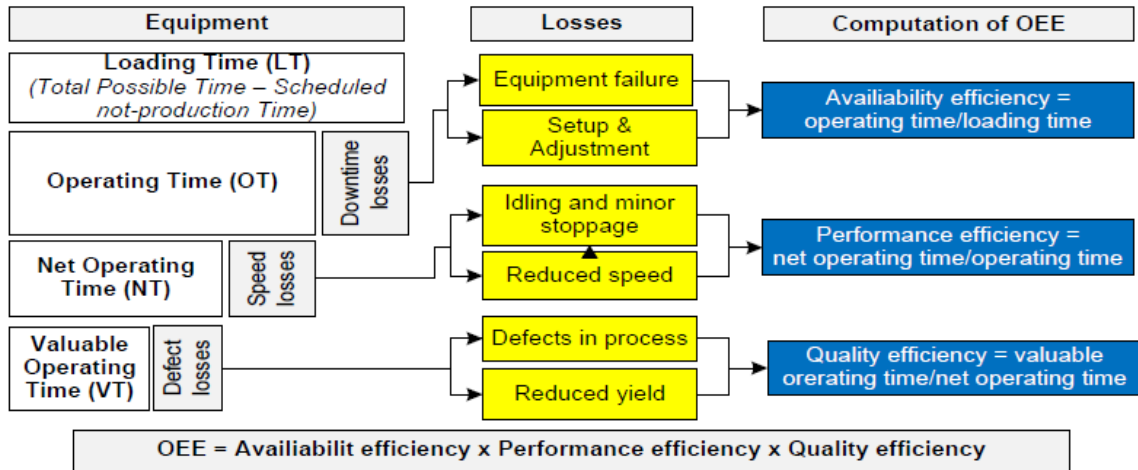 Equipment
Losses
Computation of OEE
Loading Time (LT)
(Total Possible Time – Scheduled
not-production Time)
Equipment failure
Setup &
Adjustment
Availiability efficiency =
operating time/loading time
Operating Time (OT)
Downtime
losses
Idling and minor
stoppage
Reduced speed
Performance efficiency =
net operating time/operating time
Net Operating
Time (NT)
Speed
losses
Defects in process
Reduced yield
Quality efficiency = valuable
orerating time/net operating time
Valuable
Operating
Time (VT)
Defect
losses
OEE = Availiabilit efficiency x Performance efficiency x Quality efficiency